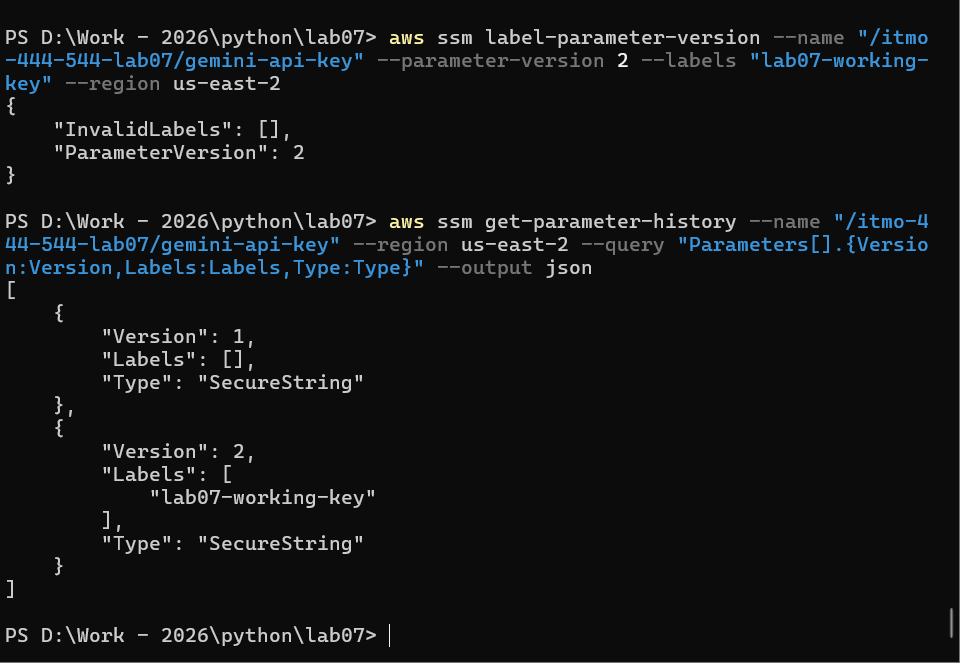 PS D:\Work - 2026\python\lab07> aws ssm label-parameter-version --name "/itmo
-444-544-lab07/gemini-api-key" --parameter-version 2 --labels "lab07-working-
key" --region us-east-2
{
    "InvalidLabels": [],
    "ParameterVersion": 2
}

PS D:\Work - 2026\python\lab07> aws ssm get-parameter-history --name "/itmo-4
44-544-lab07/gemini-api-key" --region us-east-2 --query "Parameters[].{Versio
n:Version,Labels:Labels,Type:Type}" --output json
[
    {
        "Version": 1,
        "Labels": [],
        "Type": "SecureString"
    },
    {
        "Version": 2,
        "Labels": [
            "lab07-working-key"
        ],
        "Type": "SecureString"
    }
]

PS D:\Work - 2026\python\lab07>